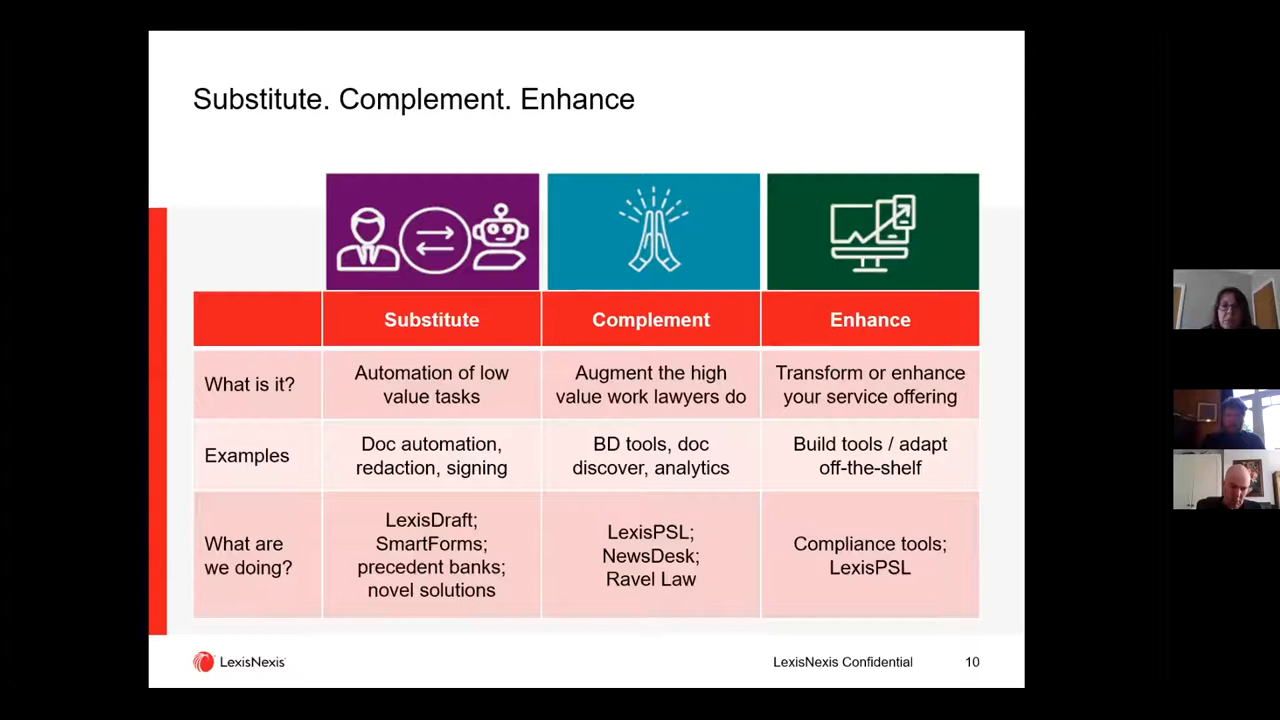 Substitute. Complement. Enhance
Substitute
Complement
Enhance
What is it?
Automation of low
value tasks
Augment the high
value work lawyers do
Transform or enhance
your service offering
Examples
Doc automation,
redaction, signing
BD tools, doc
discover, analytics
Build tools / adapt
off-the-shelf
What are
we doing?
LexisDraft;
SmartForms;
precedent banks;
novel solutions
LexisPSL;
NewsDesk;
Ravel Law
Compliance tools;
LexisPSL
LexisNexis
LexisNexis Confidential
10